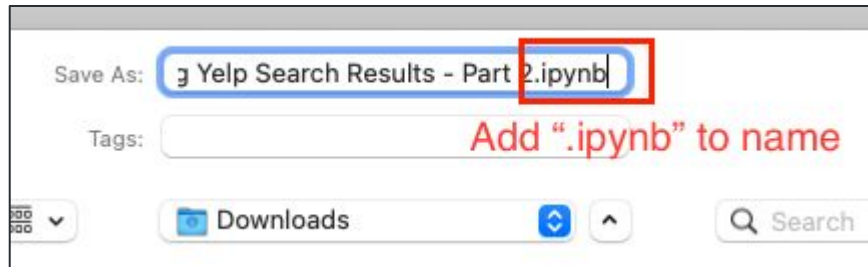 Save As: g Yelp Search Results - Part 2.ipynb
Tags:
Add “.ipynb” to name
Downloads
Search